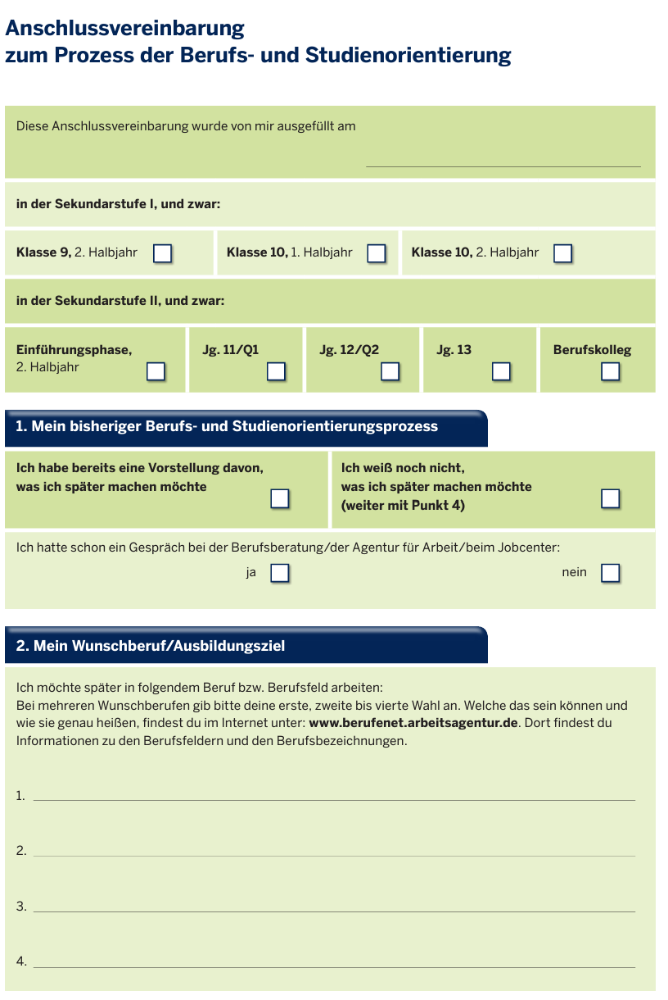 Anschlussvereinbarung
zum Prozess der Berufs- und Studienorientierung
Diese Anschlussvereinbarung wurde von mir ausgefüllt am
in der Sekundarstufe I, und zwar:
Klasse 9, 2. Halbjahr
Klasse 10, 1. Halbjahr
Klasse 10, 2. Halbjahr
in der Sekundarstufe II, und zwar:
Einführungsphase,
2. Halbjahr
Jg. 11/Q1
Jg. 12/Q2
Jg. 13
Berufskolleg
1. Mein bisheriger Berufs- und Studienorientierungsprozess
Ich habe bereits eine Vorstellung davon,
was ich später machen möchte
Ich weiß noch nicht,
was ich später machen möchte
(weiter mit Punkt 4)
Ich hatte schon ein Gespräch bei der Berufsberatung/der Agentur für Arbeit/beim Jobcenter:
ja
nein
2. Mein Wunschberuf/Ausbildungsziel
Ich möchte später in folgendem Beruf bzw. Berufsfeld arbeiten:
Bei mehreren Wunschberufen gib bitte deine erste, zweite bis vierte Wahl an. Welche das sein können und
wie sie genau heißen, findest du im Internet unter: www.berufenet.arbeitsagentur.de. Dort findest du
Informationen zu den Berufsfeldern und den Berufsbezeichnungen.
1.
2.
3.
4.